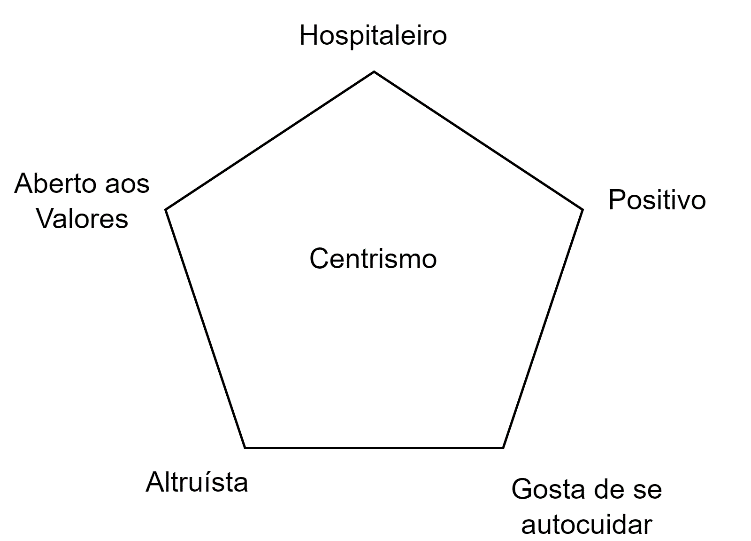 Hospitaleiro
Aberto aos
Valores
Positivo
Centrismo
Altruísta
Gosta de se
autocuidar